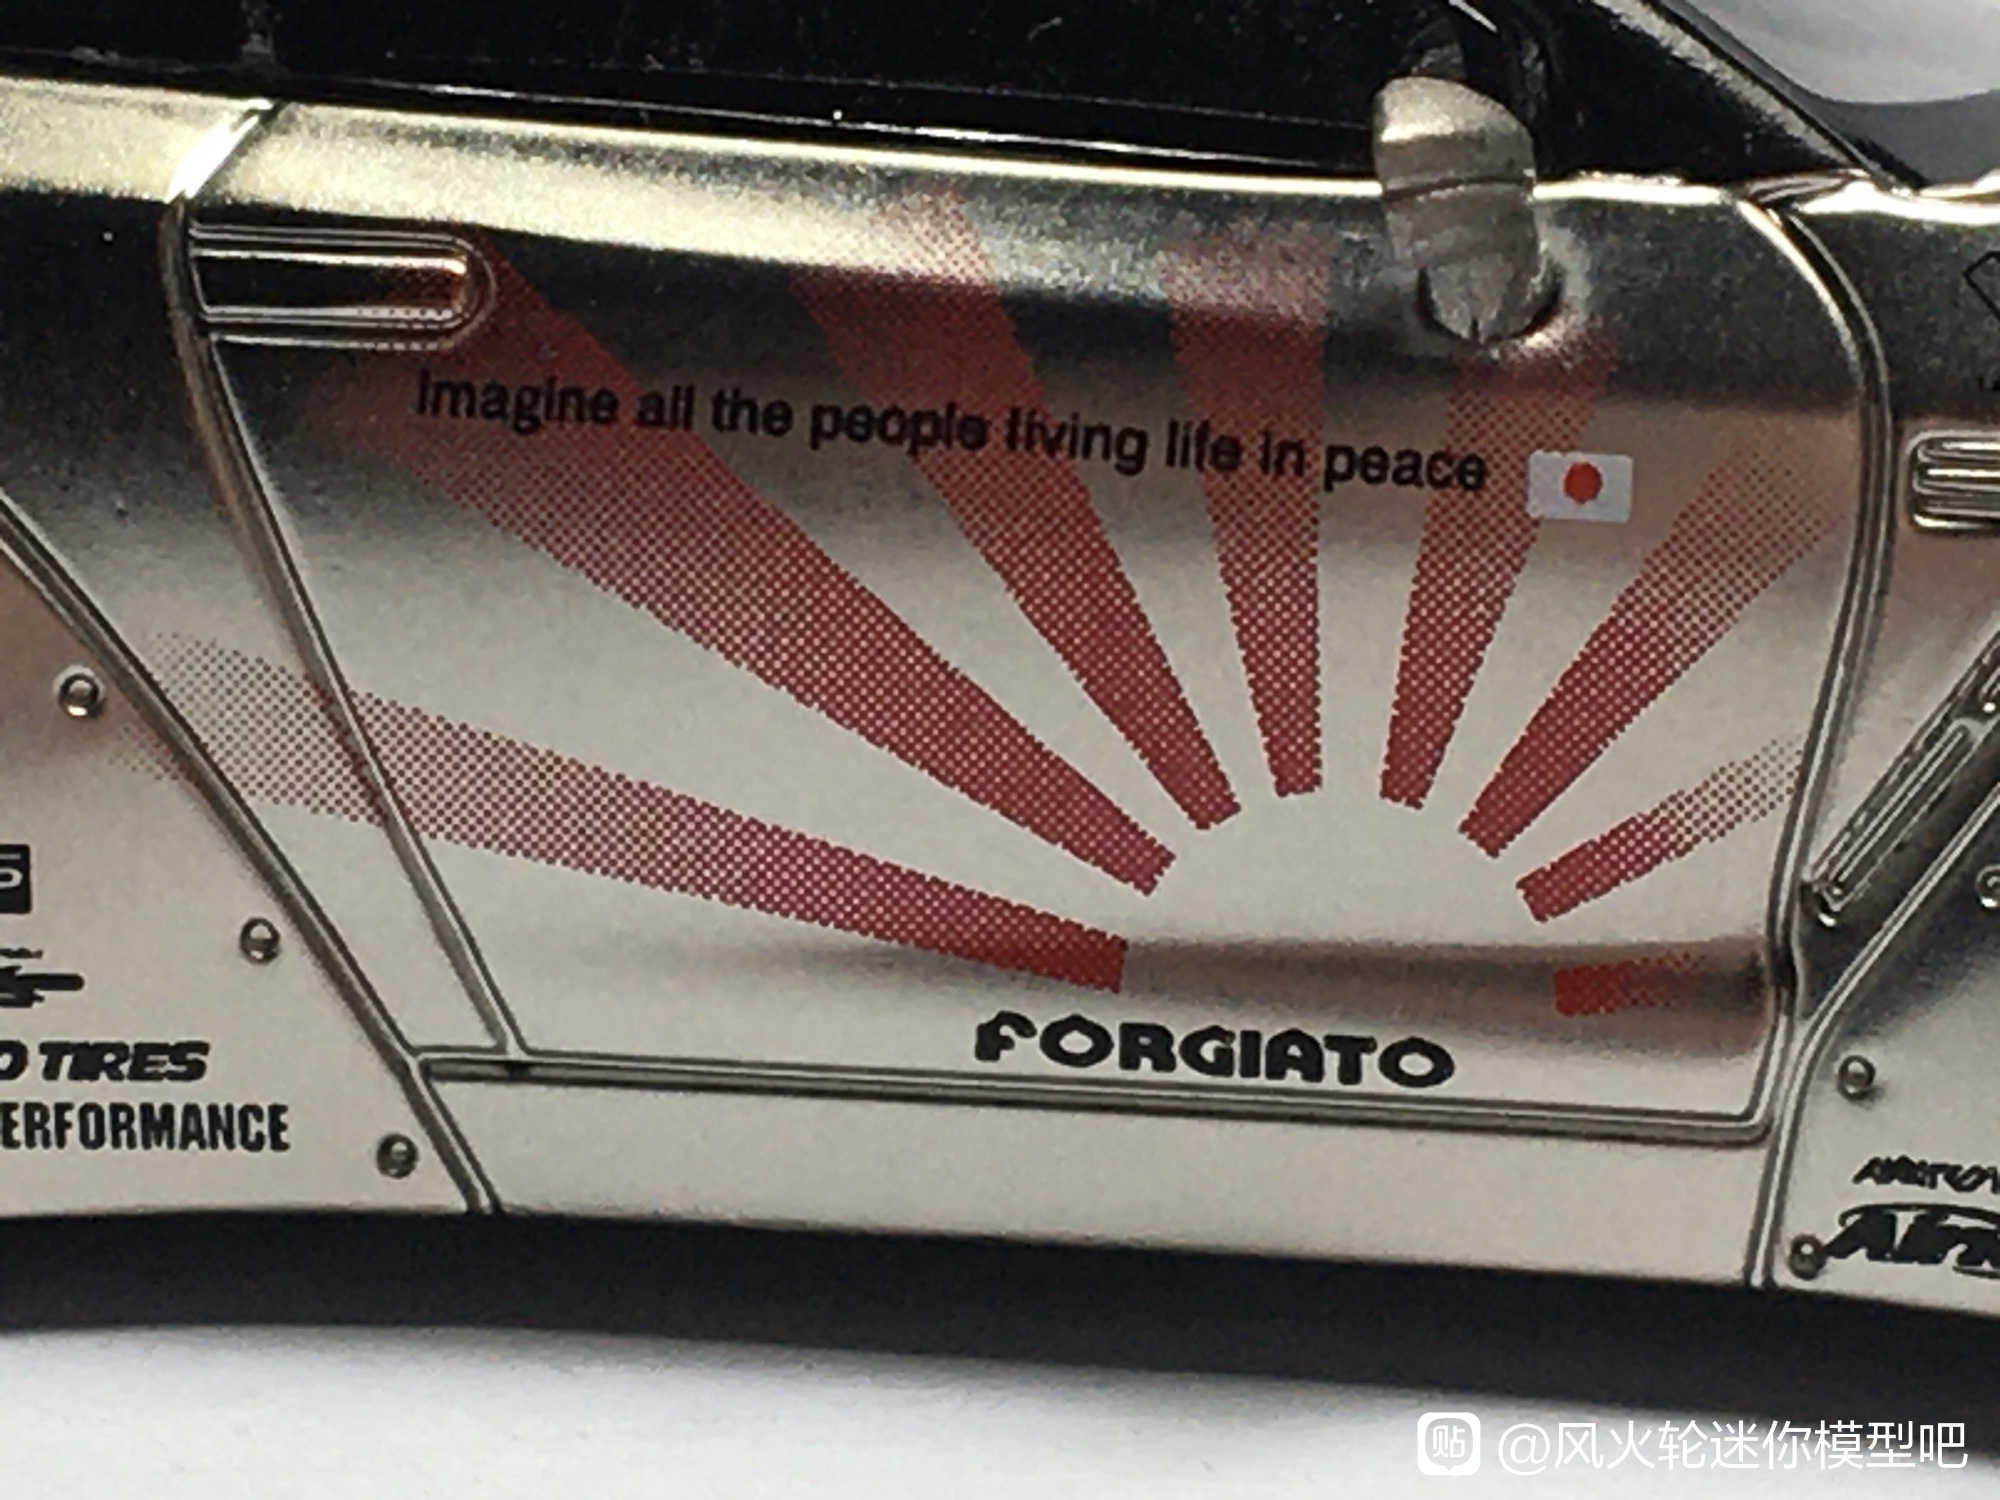 Imagine all the people living life in peace
FORGIATO
TIRES
ERFORMANCE
贴 @风火轮迷你模型吧